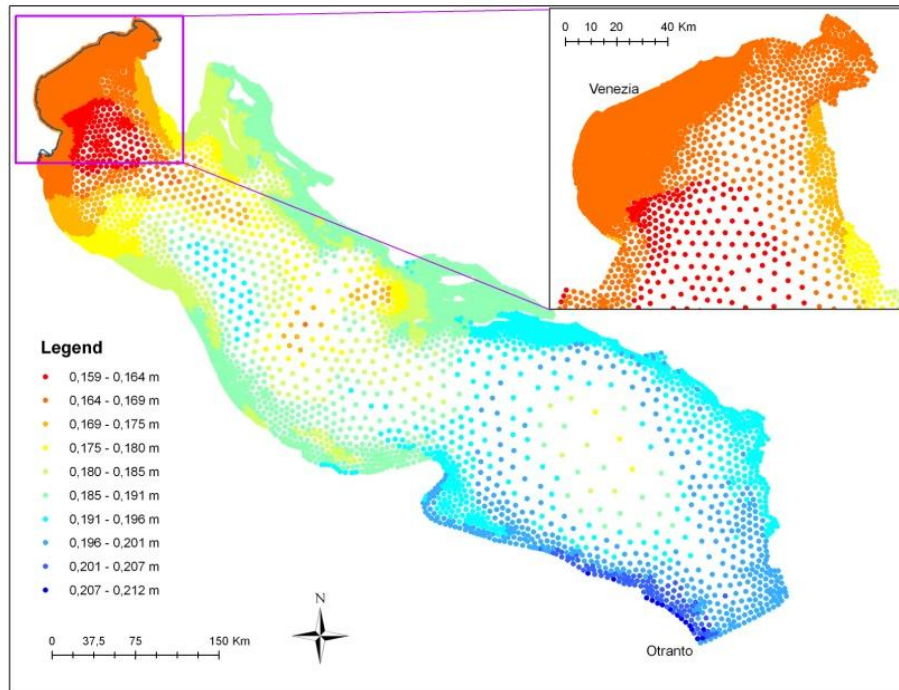 0 10 20 30 40 Km
Venezia
Legend
0,159 - 0,164 m
0,164 - 0,169 m
0,169 - 0,175 m
0,175 - 0,180 m
0,180 - 0,185 m
0,185 - 0,191 m
0,191 - 0,196 m
0,196 - 0,201 m
0,201 - 0,207 m
0,207 - 0,212 m
N
0 37,5 75 150 Km
Otranto